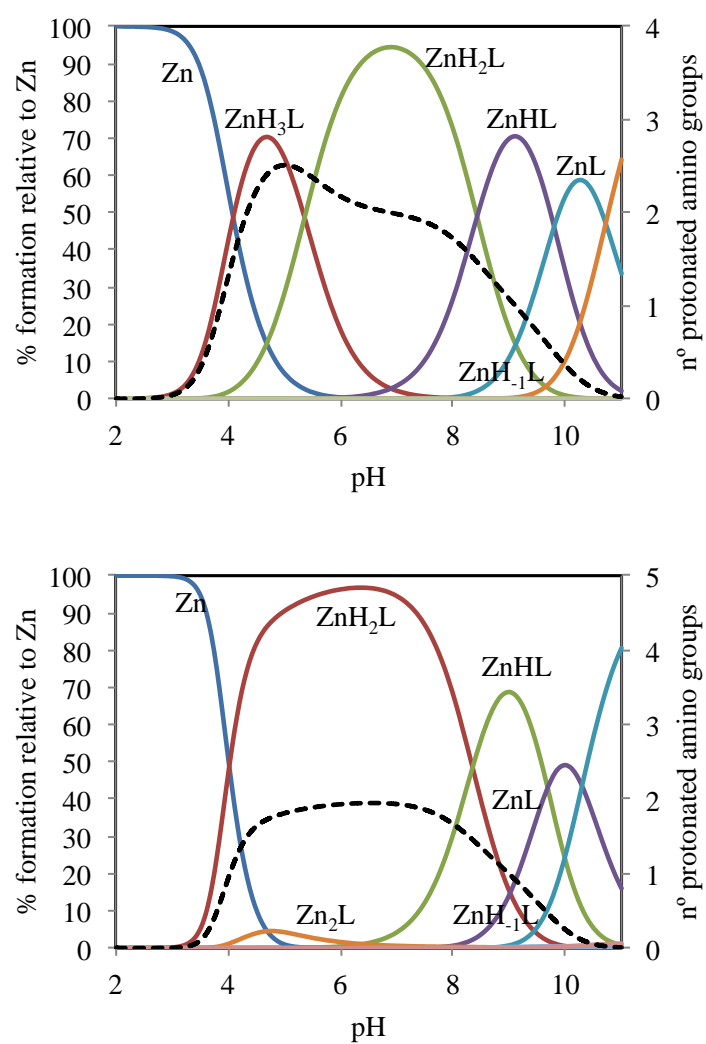 % formation relative to Zn
100
90
80
70
60
50
40
30
20
10
0
Zn
ZnH₃L
ZnH₂L
ZnHL
ZnL
ZnH₋₁L
4
3
2
1
0
nº protonated amino groups
2 4 6 8 10
pH
% formation relative to Zn
100
90
80
70
60
50
40
30
20
10
0
Zn
ZnH₂L
ZnHL
ZnL
Zn₂L
ZnH₋₁L
5
4
3
2
1
0
nº protonated amino groups
2 4 6 8 10
pH